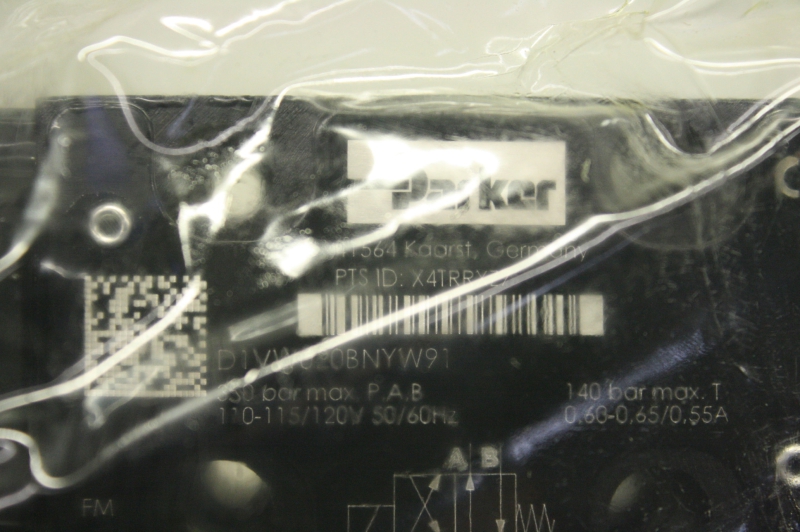 Parker
41564 Kaarst, Germany
PTS ID:
D1VW020BNYW91
350 bar max. P,A,B
140 bar max. T
110-115/120V 50/60Hz
0,60-0,65/0,55A
A B
FM